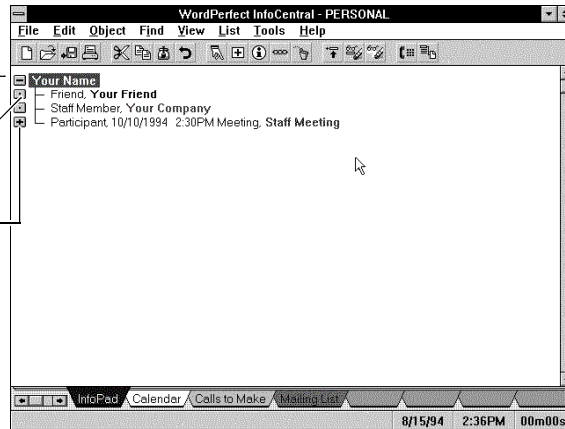 WordPerfect InfoCentral - PERSONAL
File Edit Object Find View List Tools Help
Your Name
Friend, Your Friend
Staff Member, Your Company
Participant, 10/10/1994 2:30PM Meeting, Staff Meeting
InfoPad Calendar Calls to Make Mailing List
8/15/94 2:36PM 00m00s